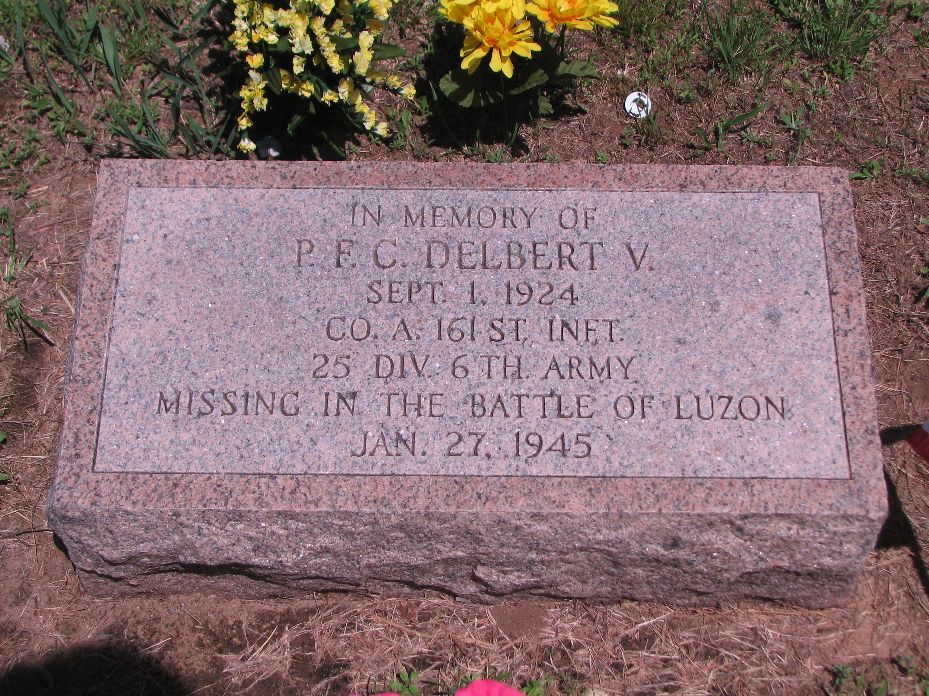 IN MEMORY OF
P. F. C. DELBERT V.
SEPT. 1, 1924
CO. A. 161 ST, INFT.
25 DIV. 6 TH ARMY
MISSING IN THE BATTLE OF LUZON
JAN. 27, 1945